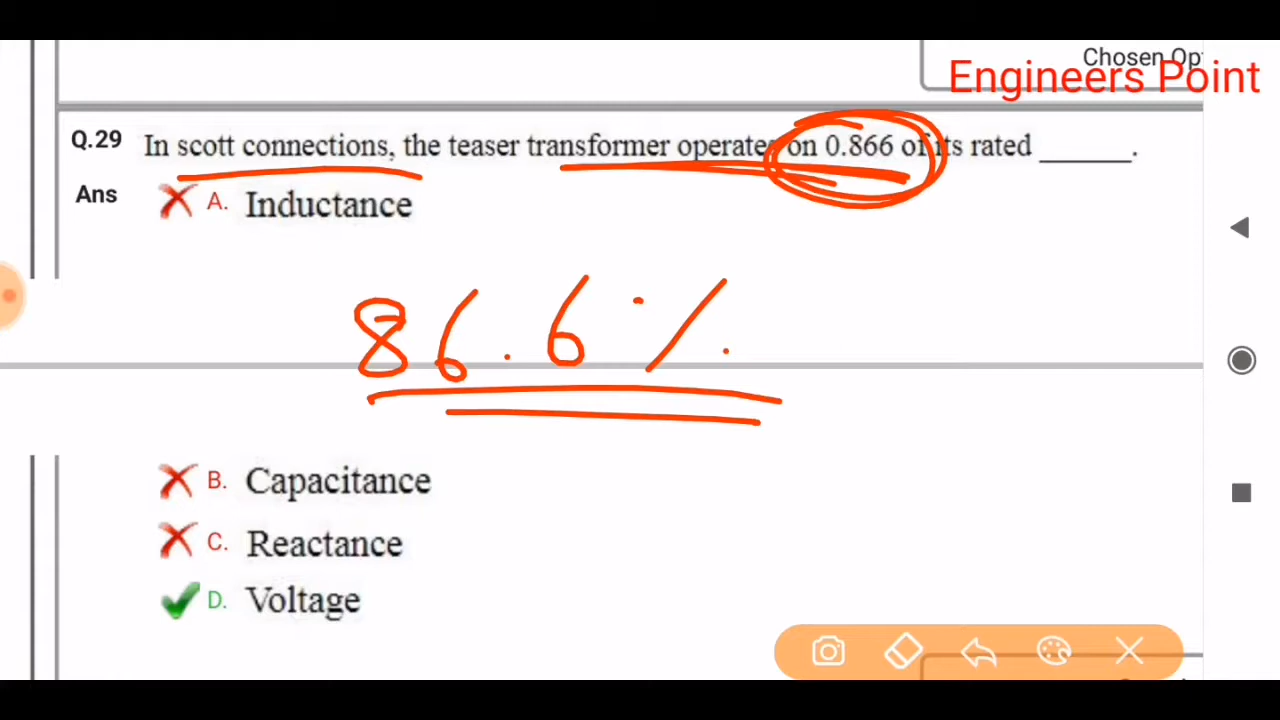 Chosen Op
Engineers Point
Q.29 In scott connections, the teaser transformer operates on 0.866 of its rated ______.
Ans A. Inductance
86.6%
B. Capacitance
C. Reactance
D. Voltage